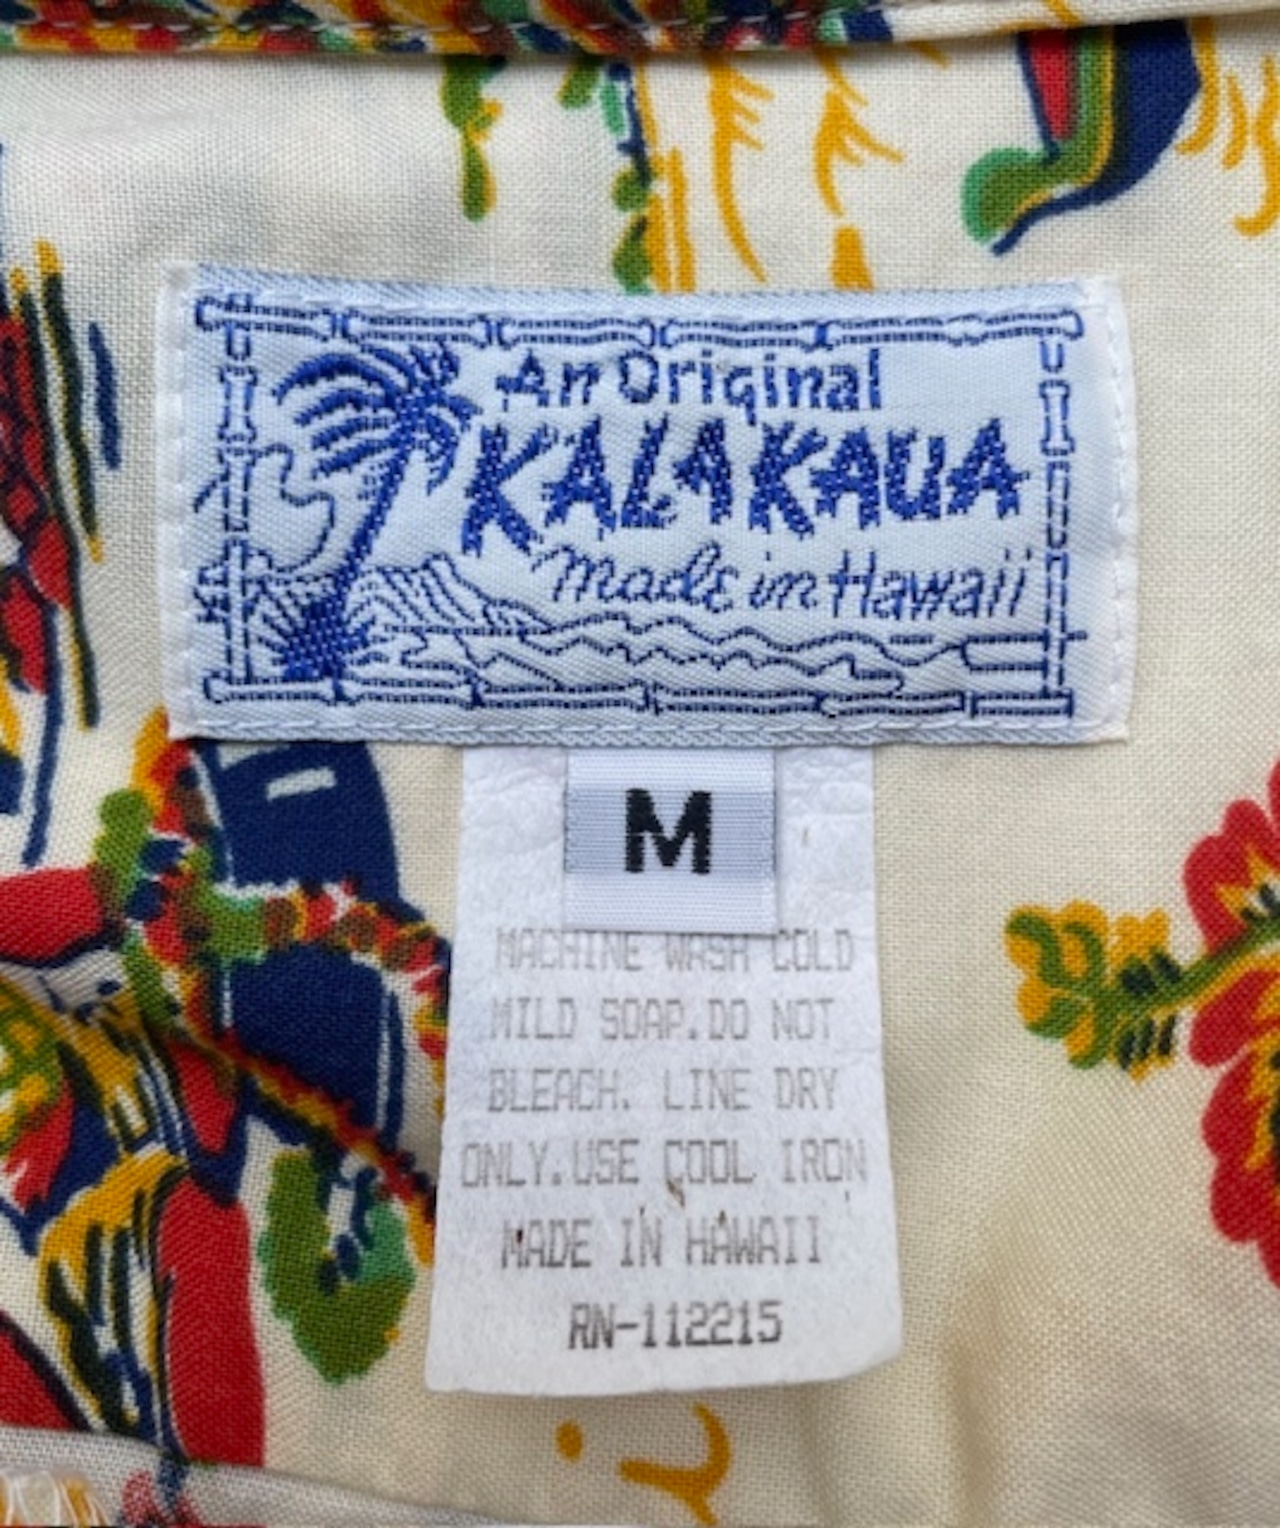 An Original
KALAKAUA
Made in Hawaii
M
MACHINE WASH COLD
MILD SOAP.DO NOT
BLEACH. LINE DRY
ONLY.USE COOL IRON
MADE IN HAWAII
RN-112215